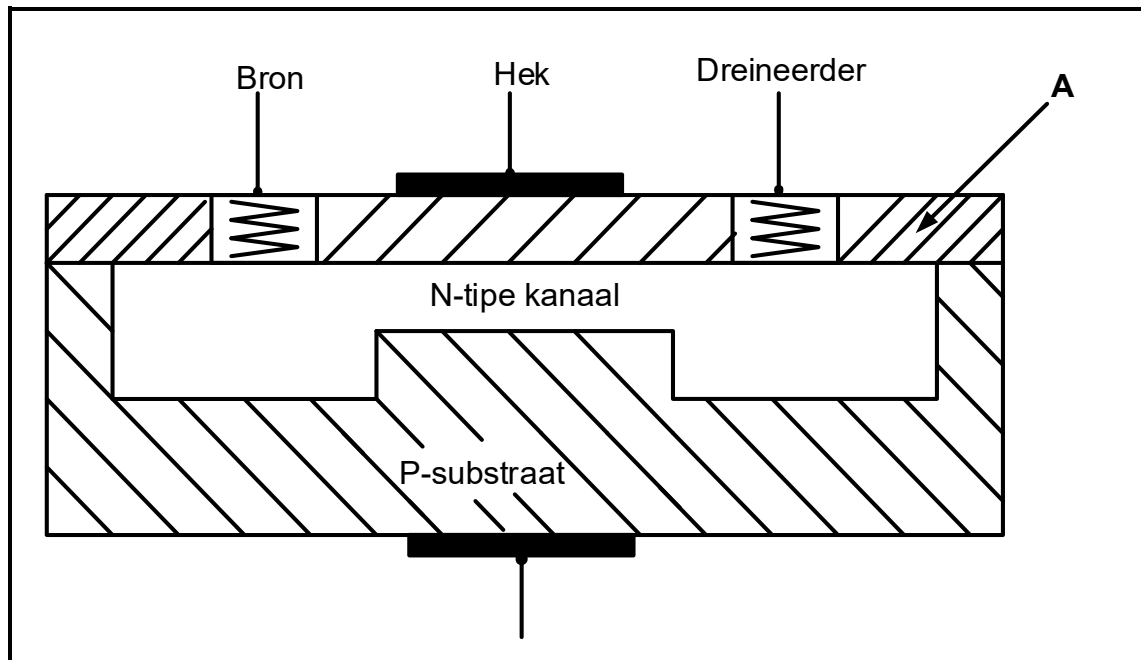 Bron
Hek
Dreineerder
A
N-tipe kanaal
P-substraat